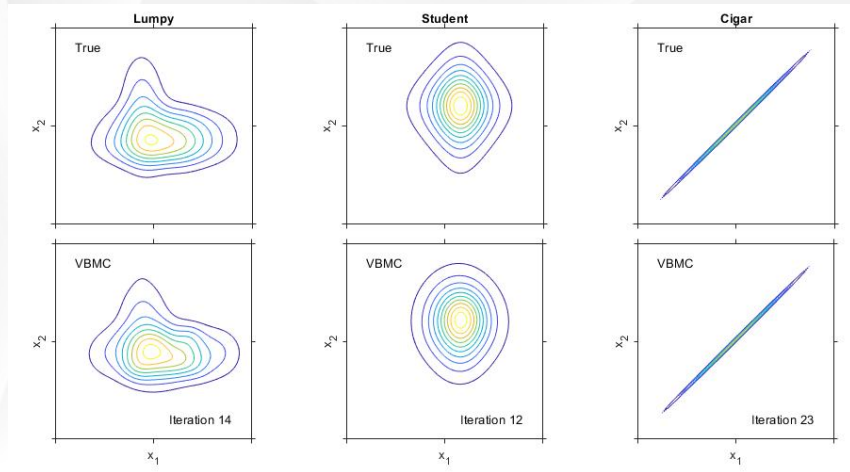 Lumpy
Student
Cigar
True
True
True
x2
x2
x2
VBMC
VBMC
VBMC
x2
x2
x2
Iteration 14
Iteration 12
Iteration 23
x1
x1
x1